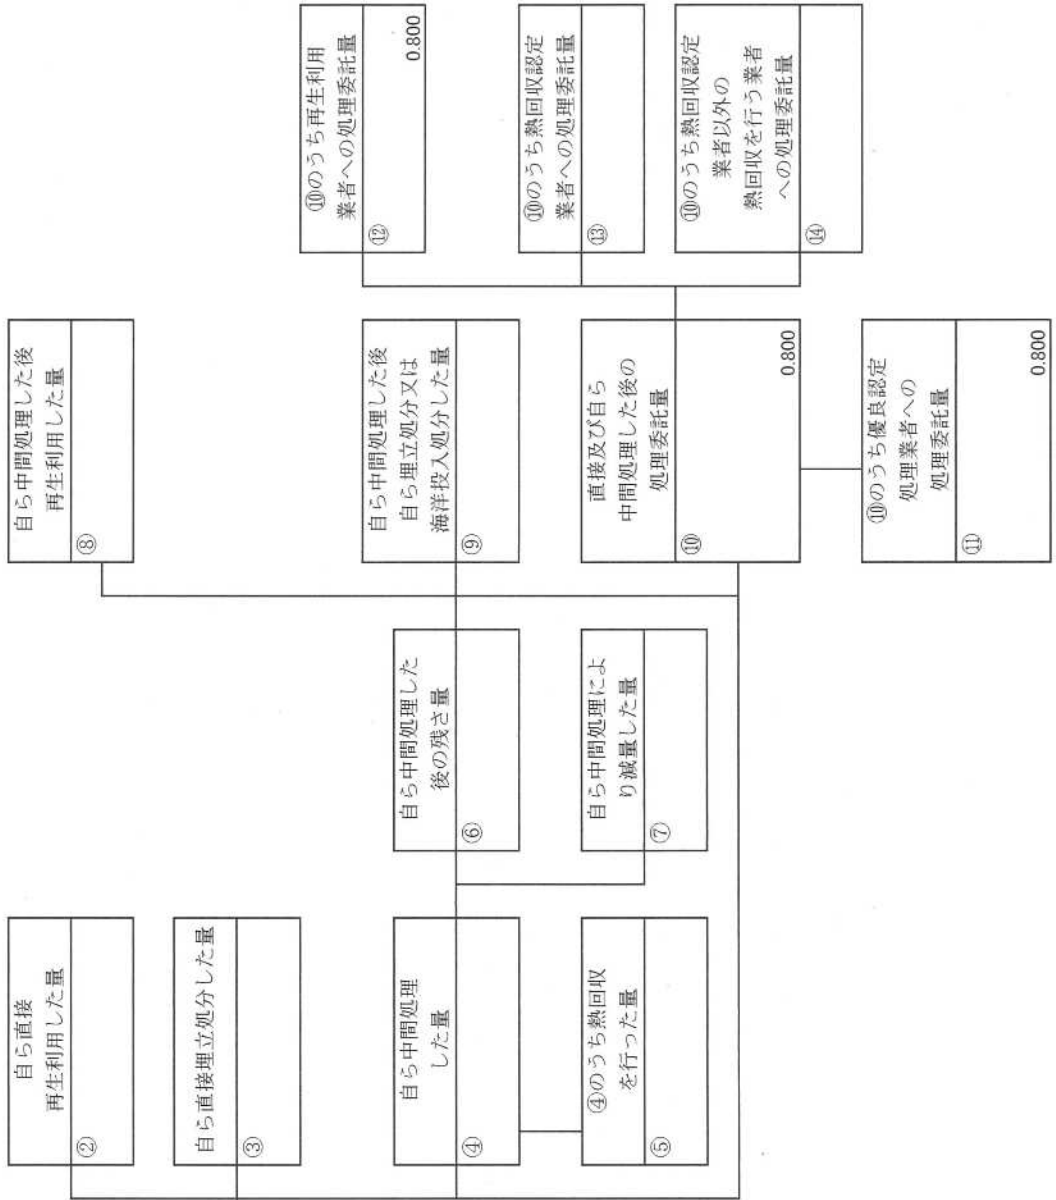 自ら直接
再生利用した量
②
自ら直接埋立処分した量
③
自ら中間処理
した量
④
④のうち熱回収
を行った量
⑤
自ら中間処理した
後の残さ量
⑥
自ら中間処理によ
り減量した量
⑦
自ら中間処理した後
再生利用した量
⑧
自ら中間処理した後
自ら埋立処分又は
海洋投入処分した量
⑨
直接及び自ら
中間処理した後の
処理委託量
⑩
0.800
⑩のうち優良認定
処理業者への
処理委託量
⑪
0.800
⑩のうち再生利用
業者への処理委託量
⑫
0.800
⑩のうち熱回収認定
業者への処理委託量
⑬
⑩のうち熱回収認定
業者以外の
熱回収を行う業者
への処理委託量
⑭